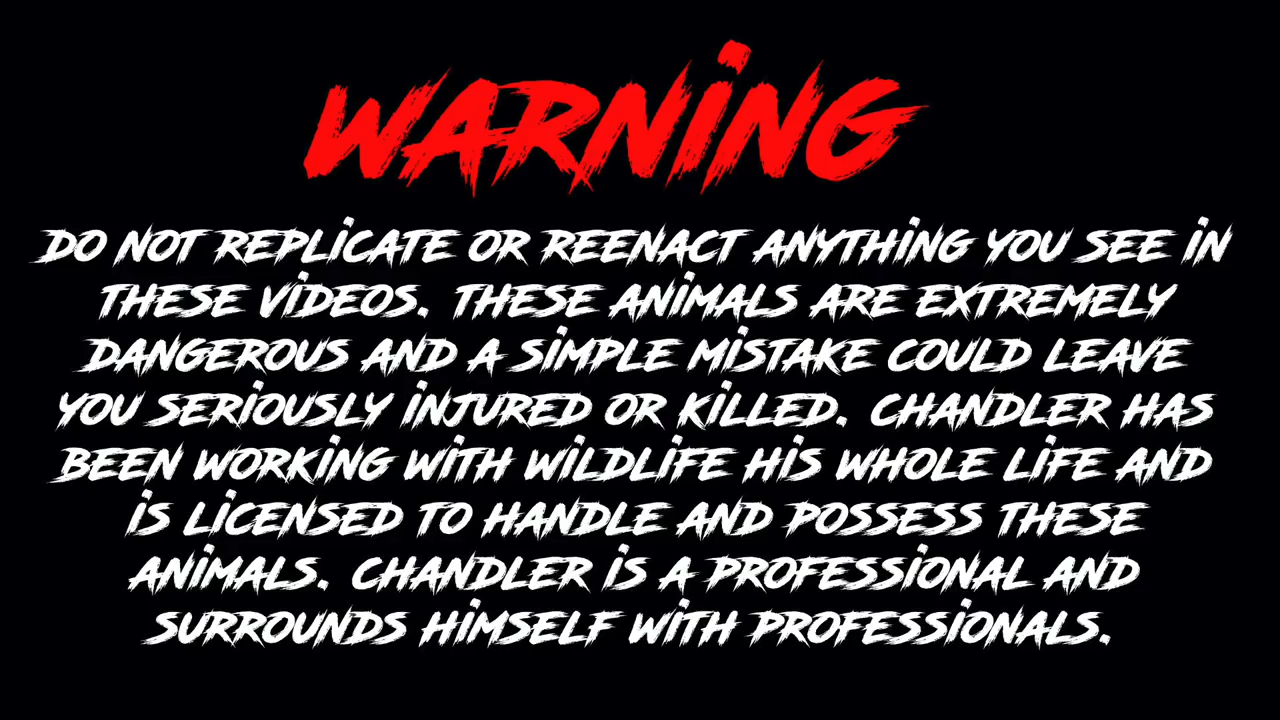 WARNING
DO NOT REPLICATE OR REENACT ANYTHING YOU SEE IN
THESE VIDEOS. THESE ANIMALS ARE EXTREMELY
DANGEROUS AND A SIMPLE MISTAKE COULD LEAVE
YOU SERIOUSLY INJURED OR KILLED. CHANDLER HAS
BEEN WORKING WITH WILDLIFE HIS WHOLE LIFE AND
IS LICENSED TO HANDLE AND POSSESS THESE
ANIMALS. CHANDLER IS A PROFESSIONAL AND
SURROUNDS HIMSELF WITH PROFESSIONALS.